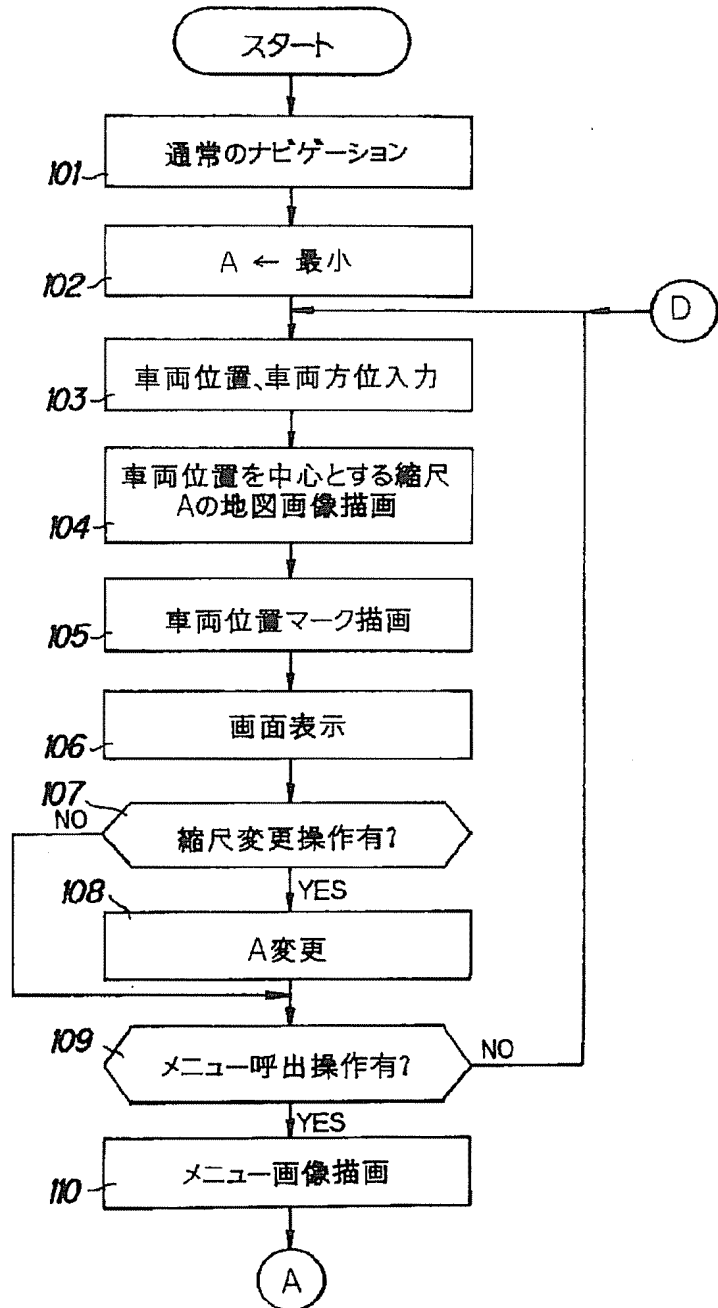 スタート
通常のナビゲーション
101
A ← 最小
102
D
車両位置、車両方位入力
103
車両位置を中心とする縮尺
Aの地図画像描画
104
車両位置マーク描画
105
画面表示
106
107
NO
縮尺変更操作有?
YES
108
A変更
109
メニュー呼出操作有?
NO
YES
メニュー画像描画
110
A